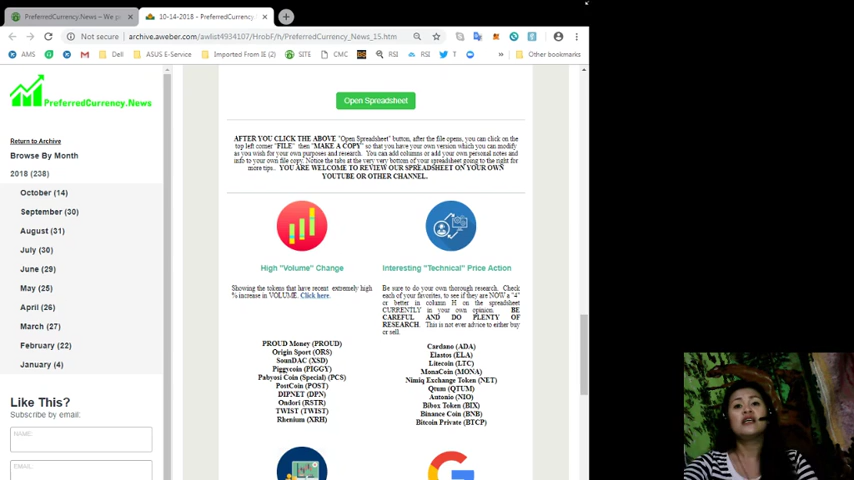 PreferredCurrency.News – We p
10-14-2018 - PreferredCurrency
Not secure
archive.aweber.com/awlist4934107/HrobF/h/PreferredCurrency_News_15.htm
AMS
Dell
ASUS E-Service
Imported From IE (2)
SITE
CMC
RSI
RSI
T
Other bookmarks
PreferredCurrency.News
Return to Archive
Browse By Month
2018 (238)
October (14)
September (30)
August (31)
July (30)
June (29)
May (25)
April (26)
March (27)
February (22)
January (4)
Like This?
Subscribe by email:
NAME:
EMAIL:
Open Spreadsheet
AFTER YOU CLICK THE ABOVE "Open Spreadsheet" button, after the file opens, you can click on the
top left corner "FILE" then "MAKE A COPY" so that you have your own version which you can modify
as you wish for your own purposes and research. You can add columns or add your own personal notes and
info to your own file copy. Notice the tabs at the very very bottom of your spreadsheet going to the right for
more tips.. YOU ARE WELCOME TO REVIEW OUR SPREADSHEET ON YOUR OWN
YOUTUBE OR OTHER CHANNEL.
High "Volume" Change
Showing the tokens that have recent extremely high
% increase in VOLUME. Click here.
PROUD Money (PROUD)
Origin Sport (ORS)
SounDAC (XSD)
Piggycoin (PIGGY)
Pabyosi Coin (Special) (PCS)
PostCoin (POST)
DIPNET (DPN)
Ondori (RSTR)
TWIST (TWIST)
Rhenium (XRH)
Interesting "Technical" Price Action
Be sure to do your own thorough research. Check
each of your favorites, to see if they are NOW a "4"
or better in column H on the spreadsheet
CURRENTLY in your own opinion. BE
CAREFUL AND DO PLENTY OF
RESEARCH. This is not ever advice to either buy
or sell.
Cardano (ADA)
Elastos (ELA)
Litecoin (LTC)
MonaCoin (MONA)
Nimiq Exchange Token (NET)
Qtum (QTUM)
Autonio (NIO)
Bibox Token (BIX)
Binance Coin (BNB)
Bitcoin Private (BTCP)